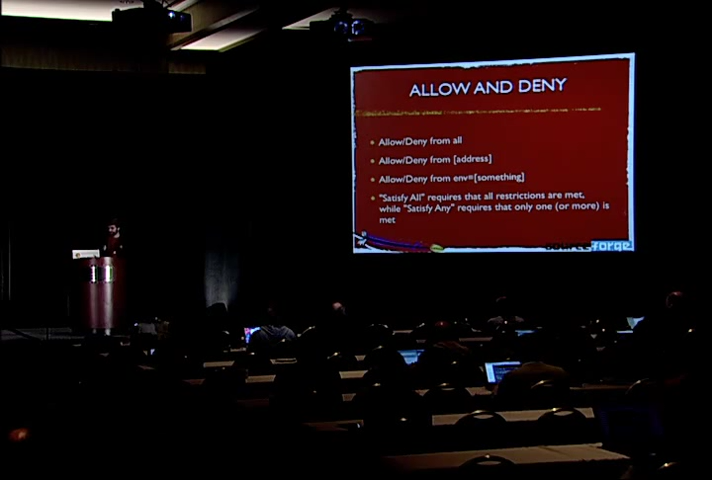 ALLOW AND DENY
Allow/Deny from all
Allow/Deny from [address]
Allow/Deny from env=[something]
"Satisfy All" requires that all restrictions are met,
while "Satisfy Any" requires that only one (or more) is
met
sourceforge